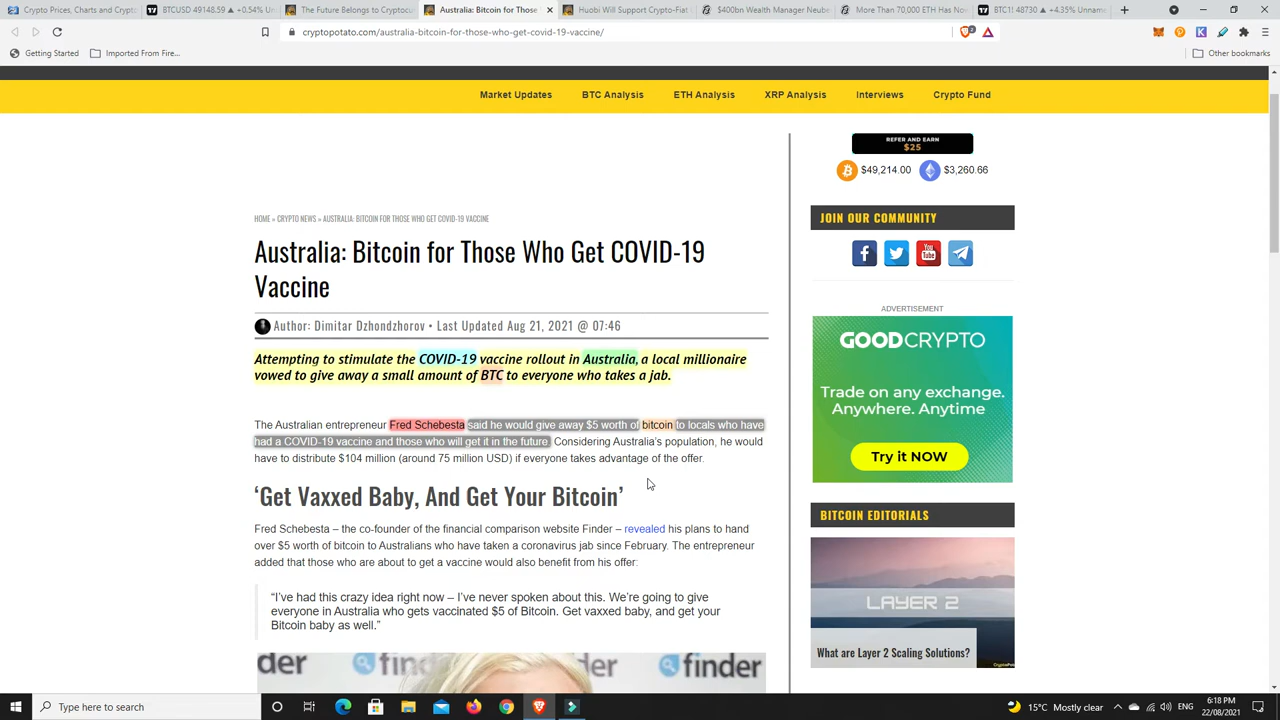 Crypto Prices, Charts and Cryptocu
BTCUSD 49148.59 ▲ +0.54% Un
The Future Belongs to Cryptocu
Australia: Bitcoin for Those
Huobi Will Support Crypto-Fiat
$400bn Wealth Manager Neub
More Than 70,000 ETH Has Nov
BTC1! 48730 ▲ +4.35% Unnam
cryptopotato.com/australia-bitcoin-for-those-who-get-covid-19-vaccine/
Getting Started
Imported From Fire...
Other bookmarks
Market Updates
BTC Analysis
ETH Analysis
XRP Analysis
Interviews
Crypto Fund
REFER AND EARN
$25
$49,214.00
$3,260.66
HOME » CRYPTO NEWS » AUSTRALIA: BITCOIN FOR THOSE WHO GET COVID-19 VACCINE
Australia: Bitcoin for Those Who Get COVID-19
Vaccine
Author: Dimitar Dzhondzhorov • Last Updated Aug 21, 2021 @ 07:46
Attempting to stimulate the COVID-19 vaccine rollout in Australia, a local millionaire
vowed to give away a small amount of BTC to everyone who takes a jab.
The Australian entrepreneur Fred Schebesta said he would give away $5 worth of bitcoin to locals who have
had a COVID-19 vaccine and those who will get it in the future. Considering Australia's population, he would
have to distribute $104 million (around 75 million USD) if everyone takes advantage of the offer.
'Get Vaxxed Baby, And Get Your Bitcoin'
Fred Schebesta – the co-founder of the financial comparison website Finder – revealed his plans to hand
over $5 worth of bitcoin to Australians who have taken a coronavirus jab since February. The entrepreneur
added that those who are about to get a vaccine would also benefit from his offer:
"I've had this crazy idea right now – I've never spoken about this. We're going to give
everyone in Australia who gets vaccinated $5 of Bitcoin. Get vaxxed baby, and get your
Bitcoin baby as well."
der
finder
JOIN OUR COMMUNITY
You
Tube
ADVERTISEMENT
GOODCRYPTO
Trade on any exchange.
Anywhere. Anytime
Try it NOW
BITCOIN EDITORIALS
LAYER 2
What are Layer 2 Scaling Solutions?
Type here to search
15°C Mostly clear
ENG
6:18 PM
22/08/2021